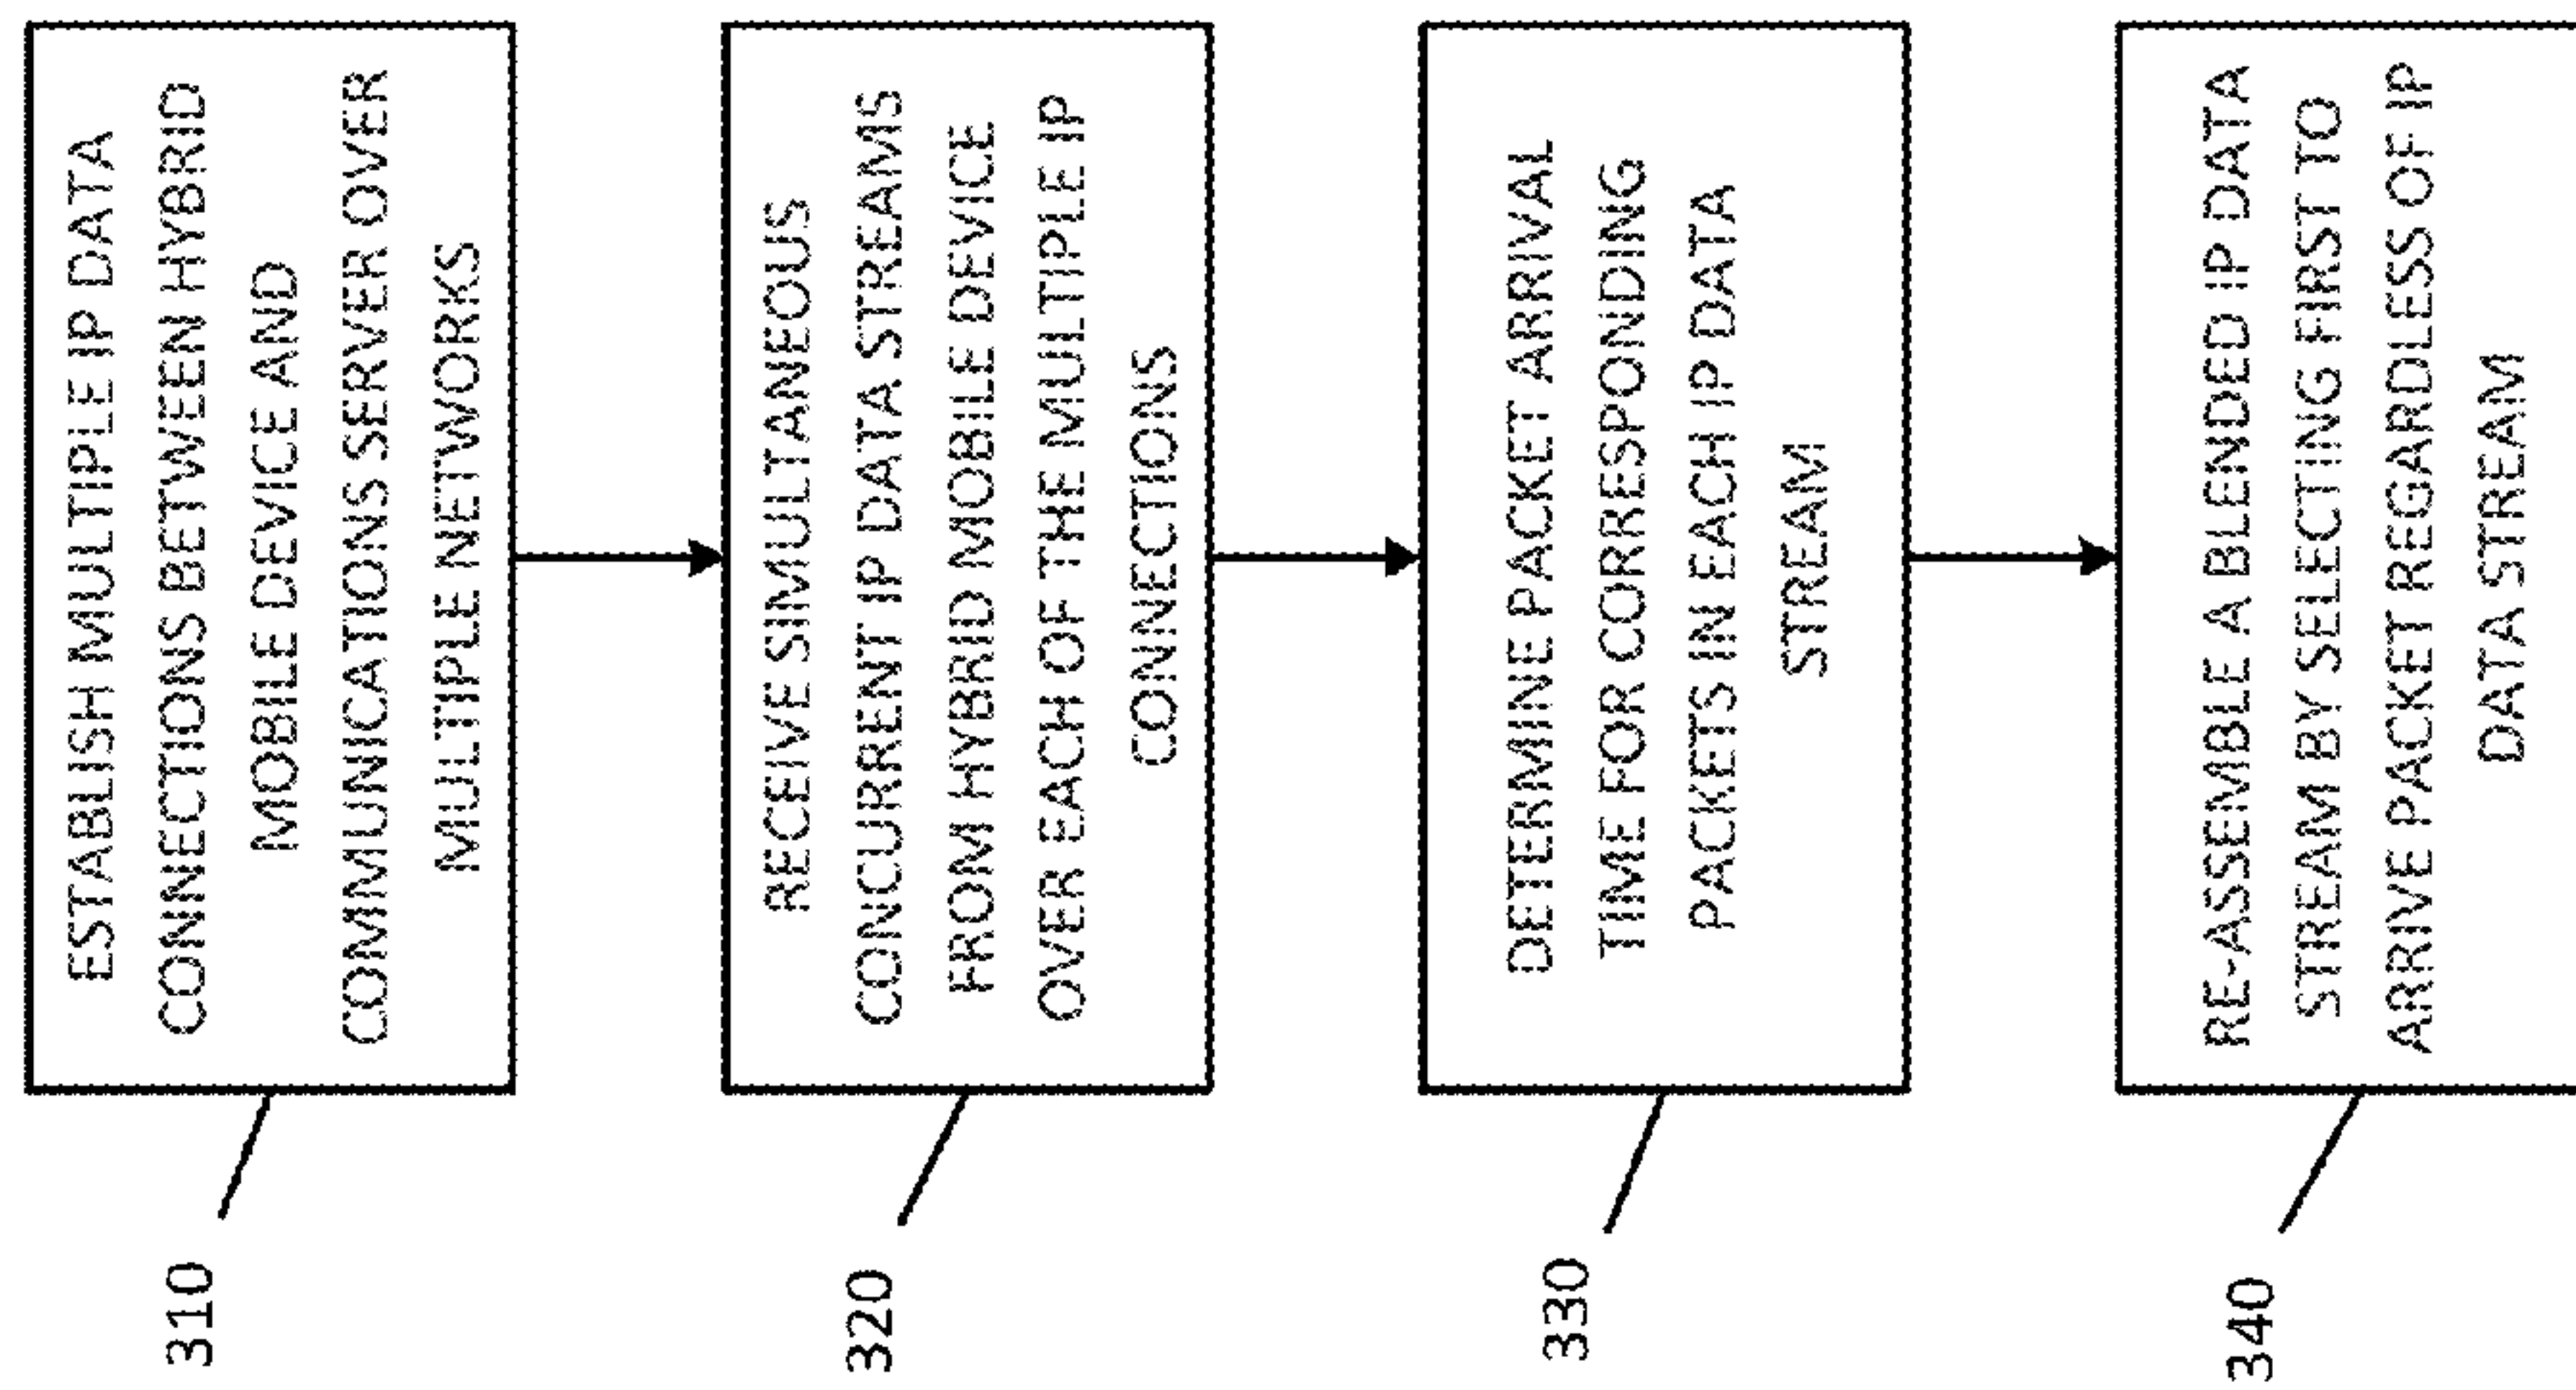 310
ESTABLISH MULTIPLE IP DATA
CONNECTIONS BETWEEN HYBRID
MOBILE DEVICE AND
COMMUNICATIONS SERVER OVER
MULTIPLE NETWORKS
320
RECEIVE SIMULTANEOUS
CONCURRENT IP DATA STREAMS
FROM HYBRID MOBILE DEVICE
OVER EACH OF THE MULTIPLE IP
CONNECTIONS
330
DETERMINE PACKET ARRIVAL
TIME FOR CORRESPONDING
PACKETS IN EACH IP DATA
STREAM
340
RE-ASSEMBLE A BLENDED IP DATA
STREAM BY SELECTING FIRST TO
ARRIVE PACKET REGARDLESS OF IP
DATA STREAM